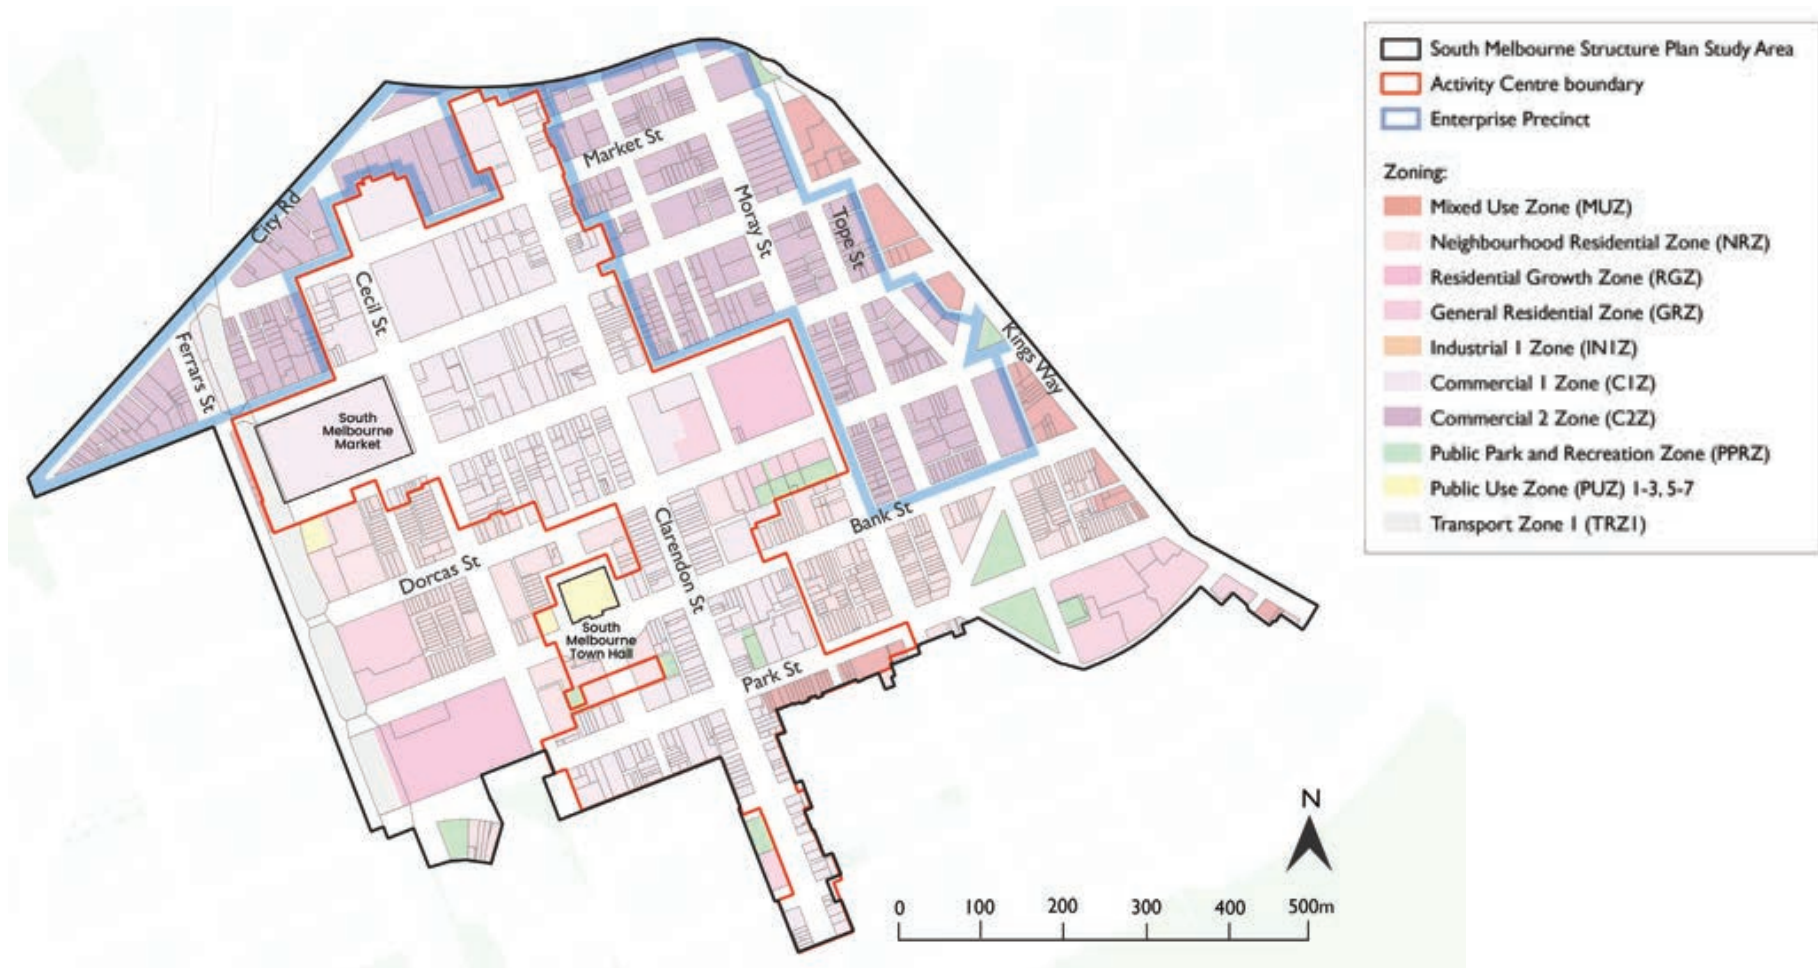 South Melbourne Structure Plan Study Area
Activity Centre boundary
Enterprise Precinct
Zoning:
Mixed Use Zone (MUZ)
Neighbourhood Residential Zone (NRZ)
Residential Growth Zone (RGZ)
General Residential Zone (GRZ)
Industrial 1 Zone (IN1Z)
Commercial 1 Zone (C1Z)
Commercial 2 Zone (C2Z)
Public Park and Recreation Zone (PPRZ)
Public Use Zone (PUZ) 1-3, 5-7
Transport Zone 1 (TRZ1)
Market St
City Rd
Moray St
Tope St
Cecil St
Ferrars St
Kings Way
South
Melbourne
Market
Clarendon St
Bank St
Dorcas St
South
Melbourne
Town Hall
Park St
N
0 100 200 300 400 500m